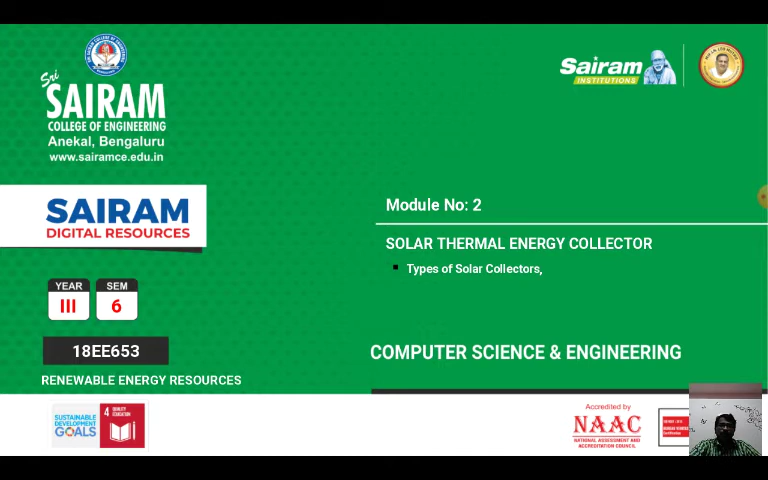 Sri
SAIRAM
COLLEGE OF ENGINEERING
Anekal, Bengaluru
www.sairamce.edu.in
Sairam
INSTITUTIONS
SAIRAM
DIGITAL RESOURCES
Module No: 2
SOLAR THERMAL ENERGY COLLECTOR
Types of Solar Collectors,
YEAR SEM
III 6
18EE653
COMPUTER SCIENCE & ENGINEERING
RENEWABLE ENERGY RESOURCES
SUSTAINABLE
DEVELOPMENT
GOALS
4 QUALITY
EDUCATION
Accredited by
NAAC
NATIONAL ASSESSMENT AND
ACCREDITATION COUNCIL